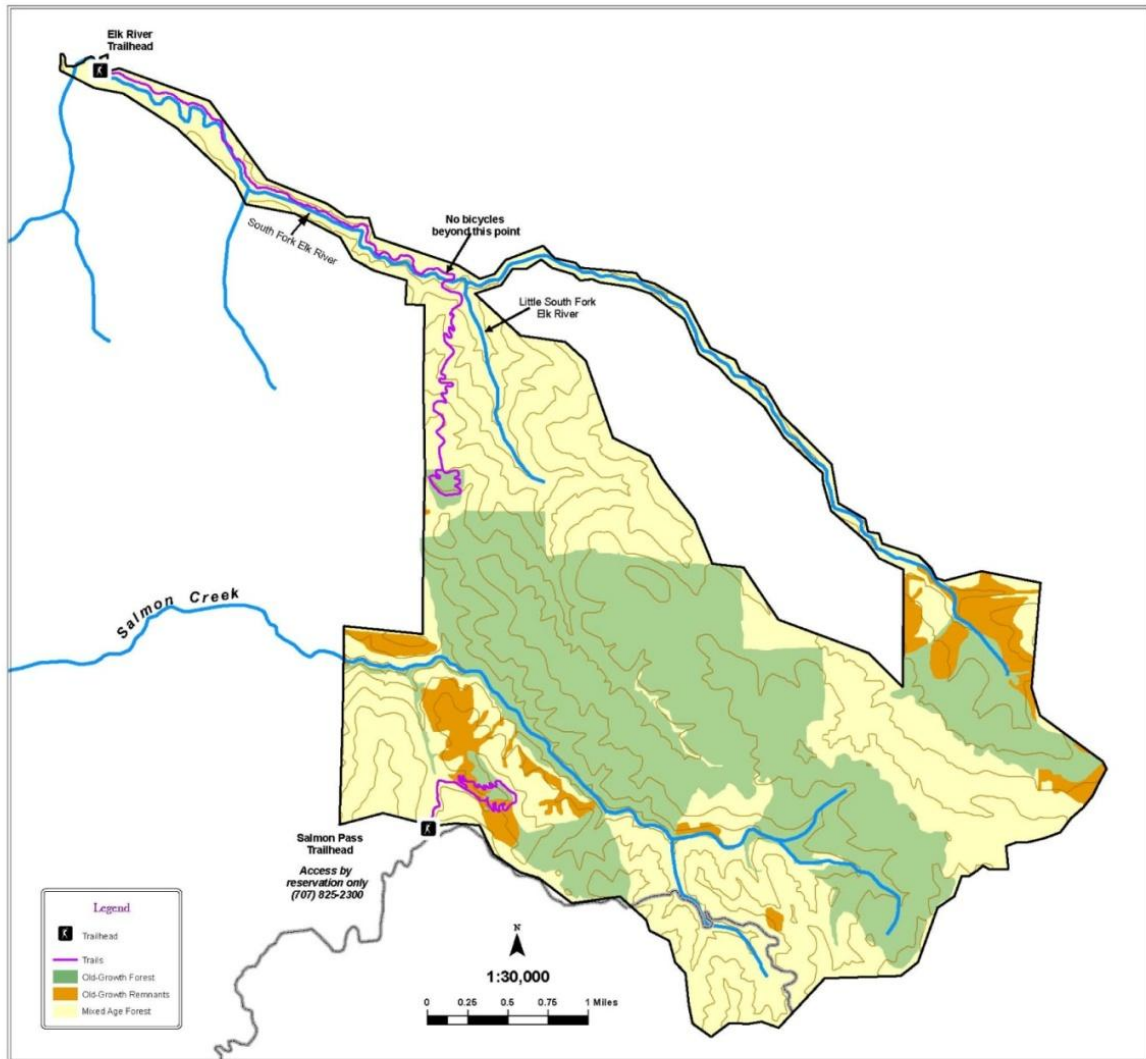 Elk River
Trailhead
No bicycles
beyond this point
South Fork Elk River
Little South Fork
Elk River
Salmon Creek
Salmon Pass
Trailhead
Access by
reservation only
(707) 825-2300
Legend
Trailhead
Trails
Old-Growth Forest
Old-Growth Remnants
Mixed Age Forest
N
1:30,000
0 0.25 0.5 0.75 1 Miles